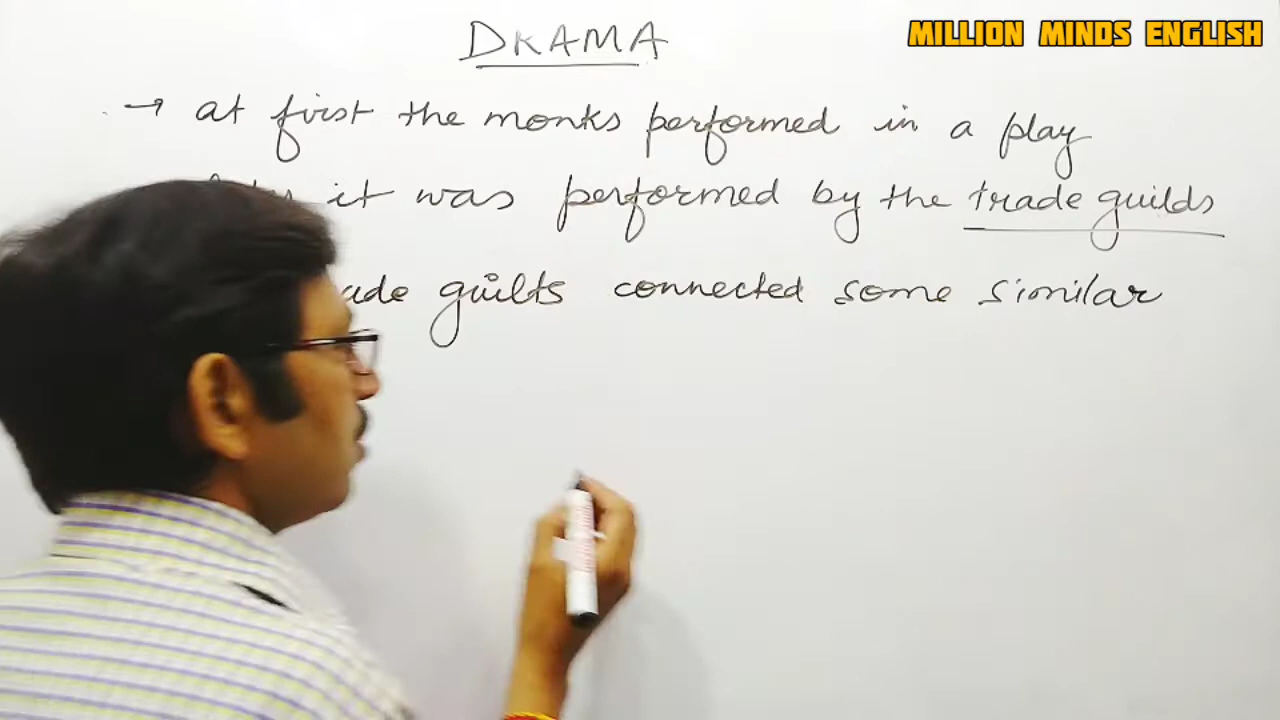 MILLION MINDS ENGLISH
DRAMA
→ at first the monks performed in a play
it was performed by the trade guilds
guilts connected some similar